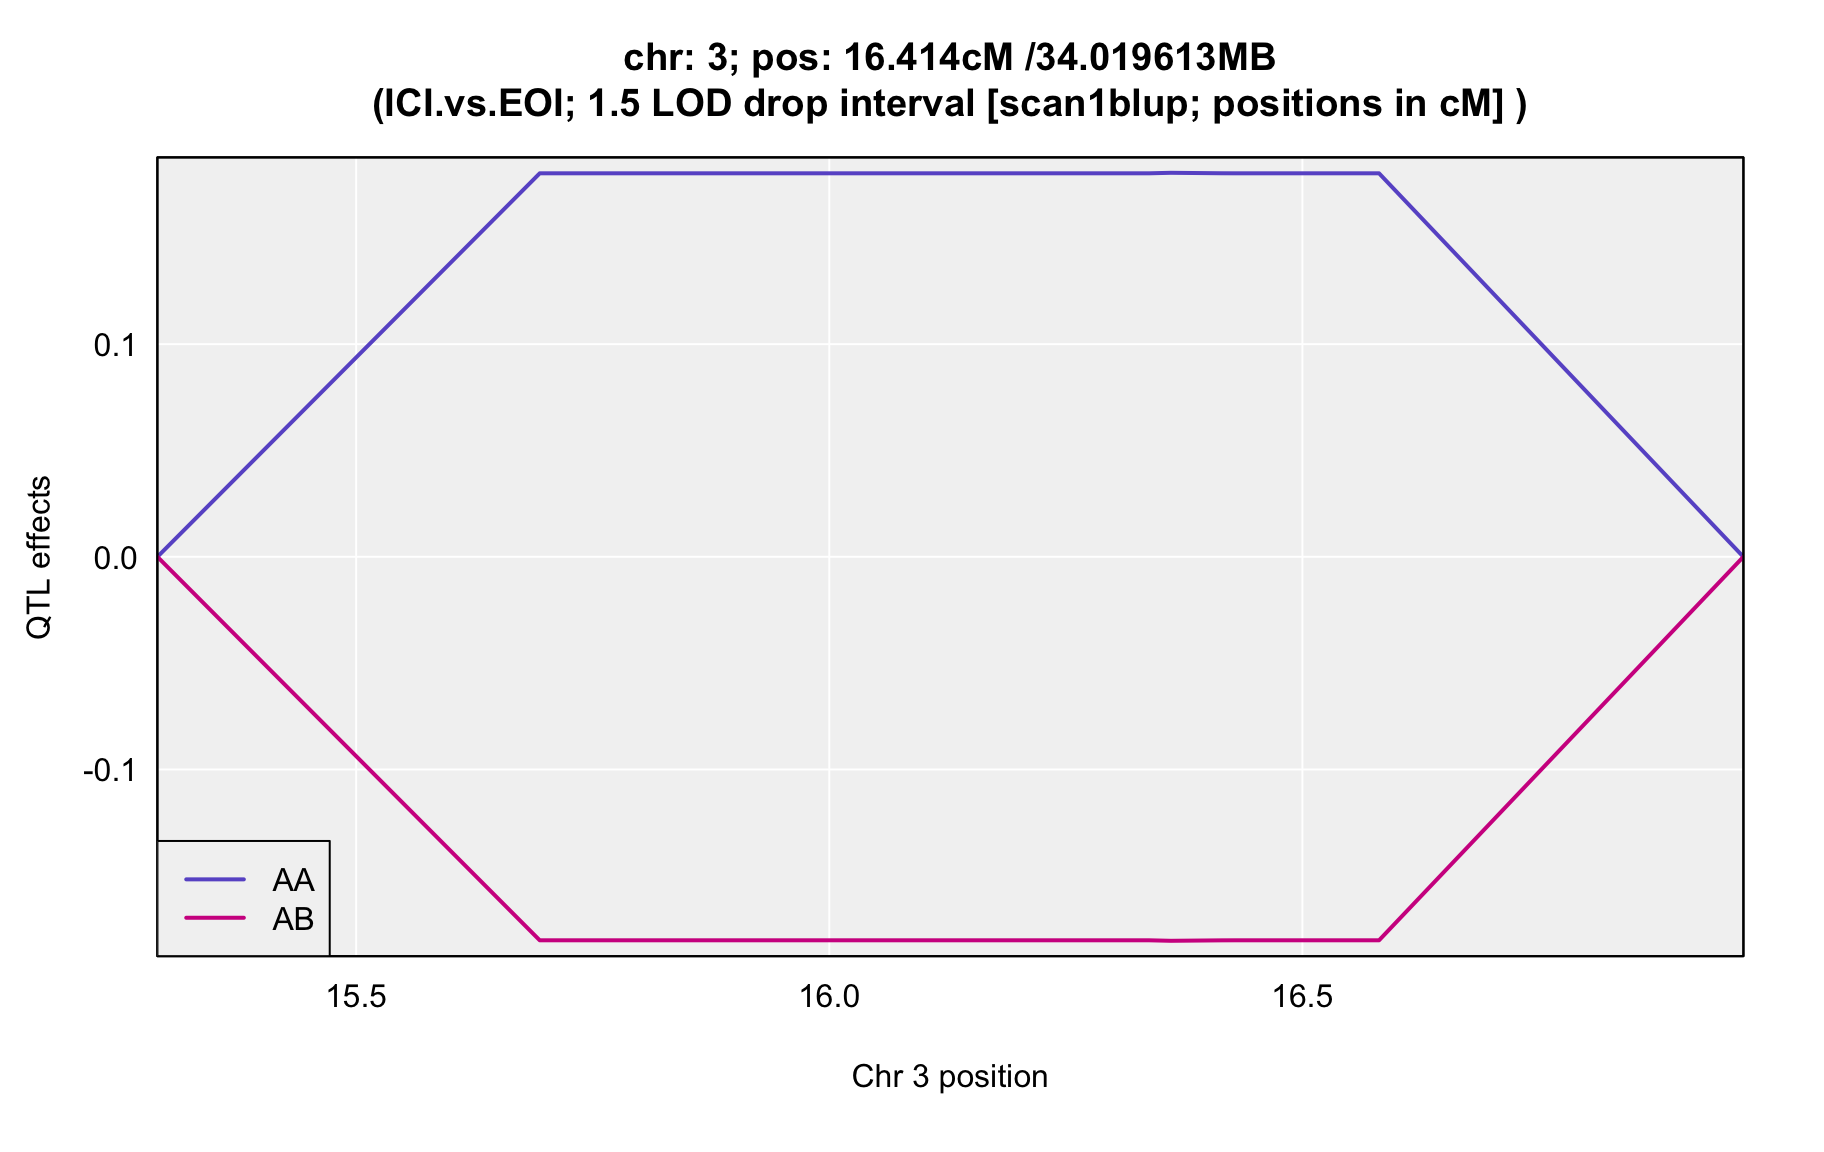 chr: 3; pos: 16.414cM /34.019613MB
(ICI.vs.EOI; 1.5 LOD drop interval [scan1blup; positions in cM] )
QTL effects
0.1
0.0
-0.1
AA
AB
15.5
16.0
16.5
Chr 3 position